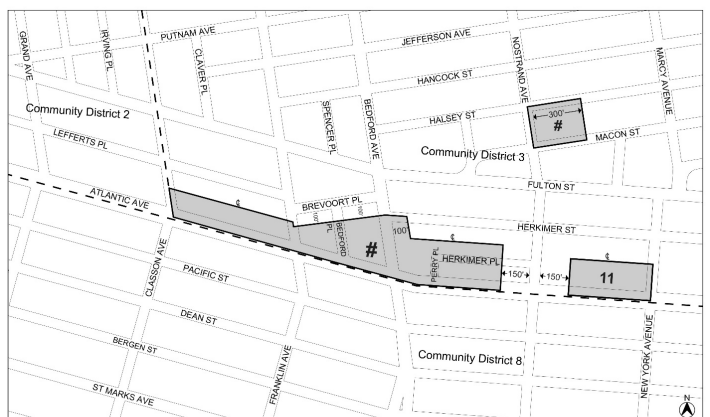 GRAND AVE
IRVING PL
PUTNAM AVE
CLAVER PL
JEFFERSON AVE
HANCOCK ST
NOSTRAND AVE
MARCY AVENUE
Community District 2
SPENCER PL
BEDFORD AVE
HALSEY ST
300'
#
MACON ST
LEFFERTS PL
Community District 3
FULTON ST
ATLANTIC AVE
℄
BREVOORT PL
100'
100'
BEDFORD PL
#
100'
℄
HERKIMER ST
PERRY PL
HERKIMER PL
150'
150'
℄
11
CLASSON AVE
PACIFIC ST
DEAN ST
BERGEN ST
FRANKLIN AVE
ST MARKS AVE
Community District 8
NEW YORK AVENUE
N